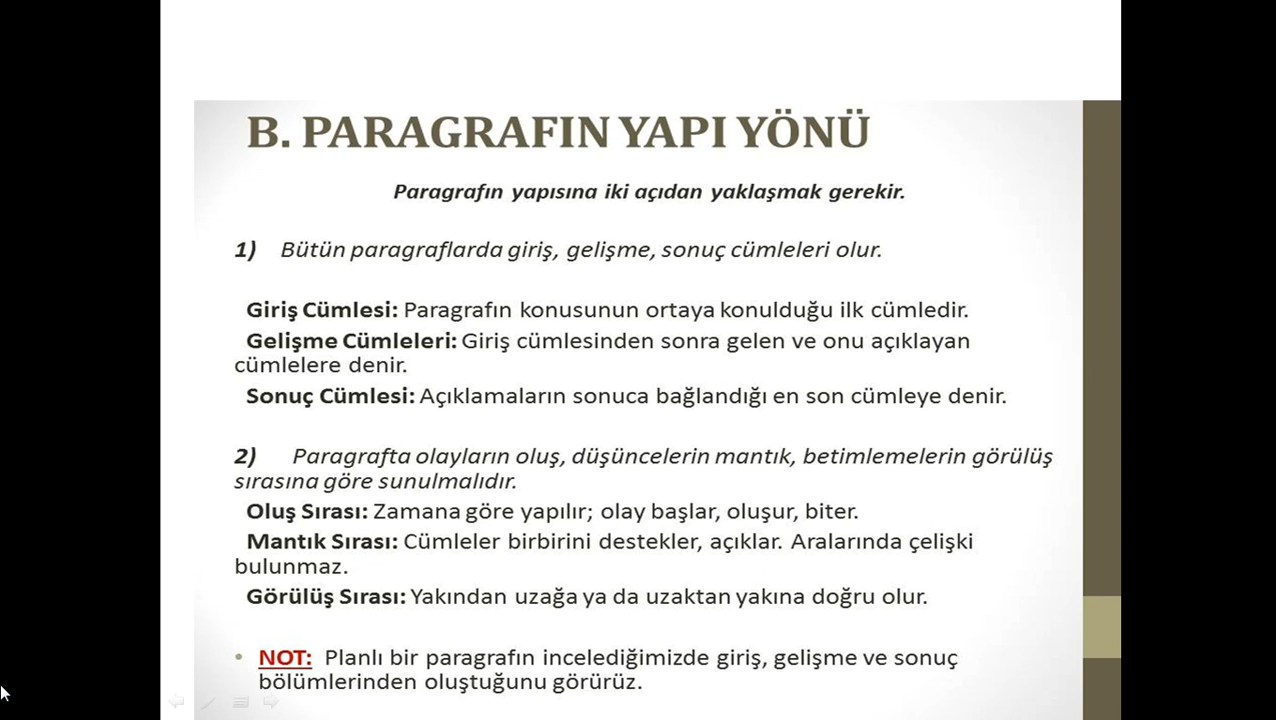 B. PARAGRAFIN YAPI YÖNÜ
Paragrafın yapısına iki açıdan yaklaşmak gerekir.
1) Bütün paragraflarda giriş, gelişme, sonuç cümleleri olur.
Giriş Cümlesi: Paragrafın konusunun ortaya konulduğu ilk cümledir.
Gelişme Cümleleri: Giriş cümlesinden sonra gelen ve onu açıklayan
cümlelere denir.
Sonuç Cümlesi: Açıklamaların sonuca bağlandığı en son cümleye denir.
2) Paragrafta olayların oluş, düşüncelerin mantık, betimlemelerin görülüş
sırasına göre sunulmalıdır.
Oluş Sırası: Zamana göre yapılır; olay başlar, oluşur, biter.
Mantık Sırası: Cümleler birbirini destekler, açıklar. Aralarında çelişki
bulunmaz.
Görülüş Sırası: Yakından uzağa ya da uzaktan yakına doğru olur.
• NOT: Planlı bir paragrafın incelediğimizde giriş, gelişme ve sonuç
bölümlerinden oluştuğunu görürüz.